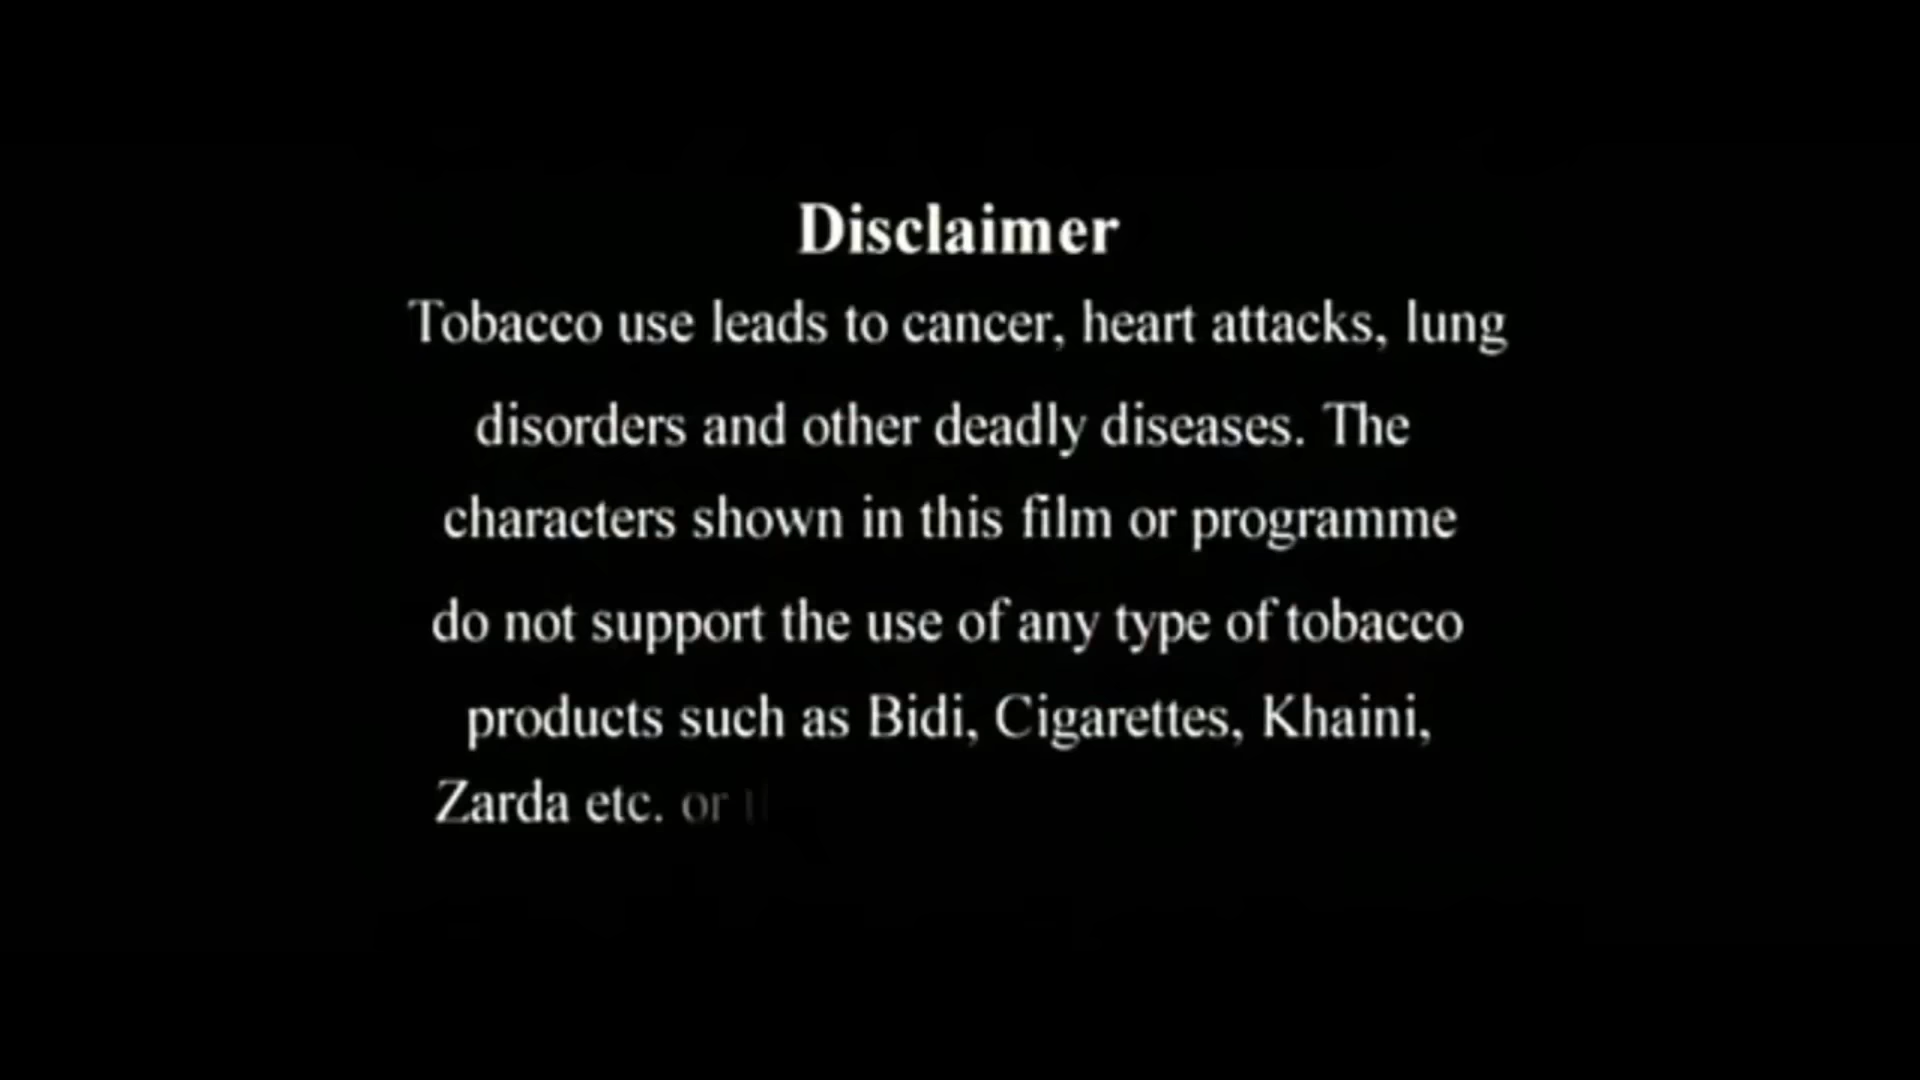 Disclaimer
Tobacco use leads to cancer, heart attacks, lung
disorders and other deadly diseases. The
characters shown in this film or programme
do not support the use of any type of tobacco
products such as Bidi, Cigarettes, Khaini,
Zarda etc. or